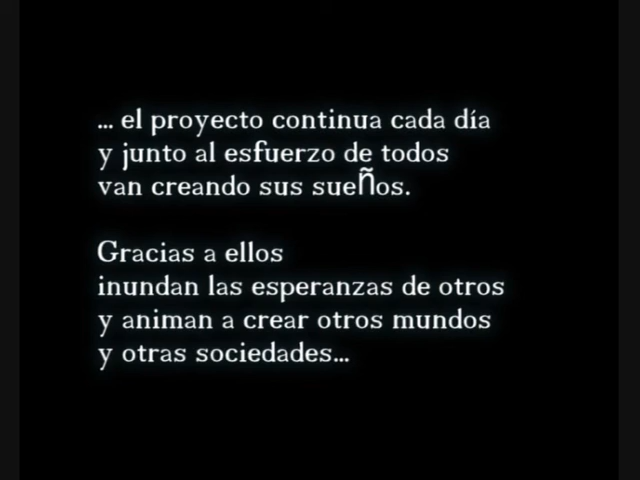 ... el proyecto continua cada día
y junto al esfuerzo de todos
van creando sus sueños.
Gracias a ellos
inundan las esperanzas de otros
y animan a crear otros mundos
y otras sociedades...